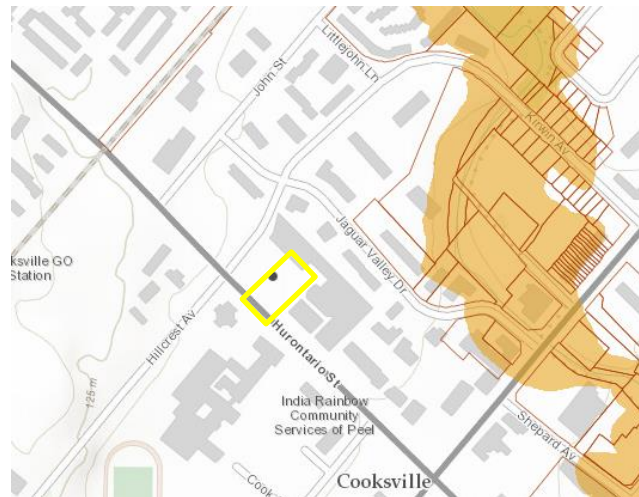 Littlejohn Ln
John St
Kirwin Av
Jaguar Valley Dr
ksville GO
Station
Hillcrest Av
Hurontario St
125 m
India Rainbow
Community
Services of Peel
Shepard Av
Cook
Cooksville